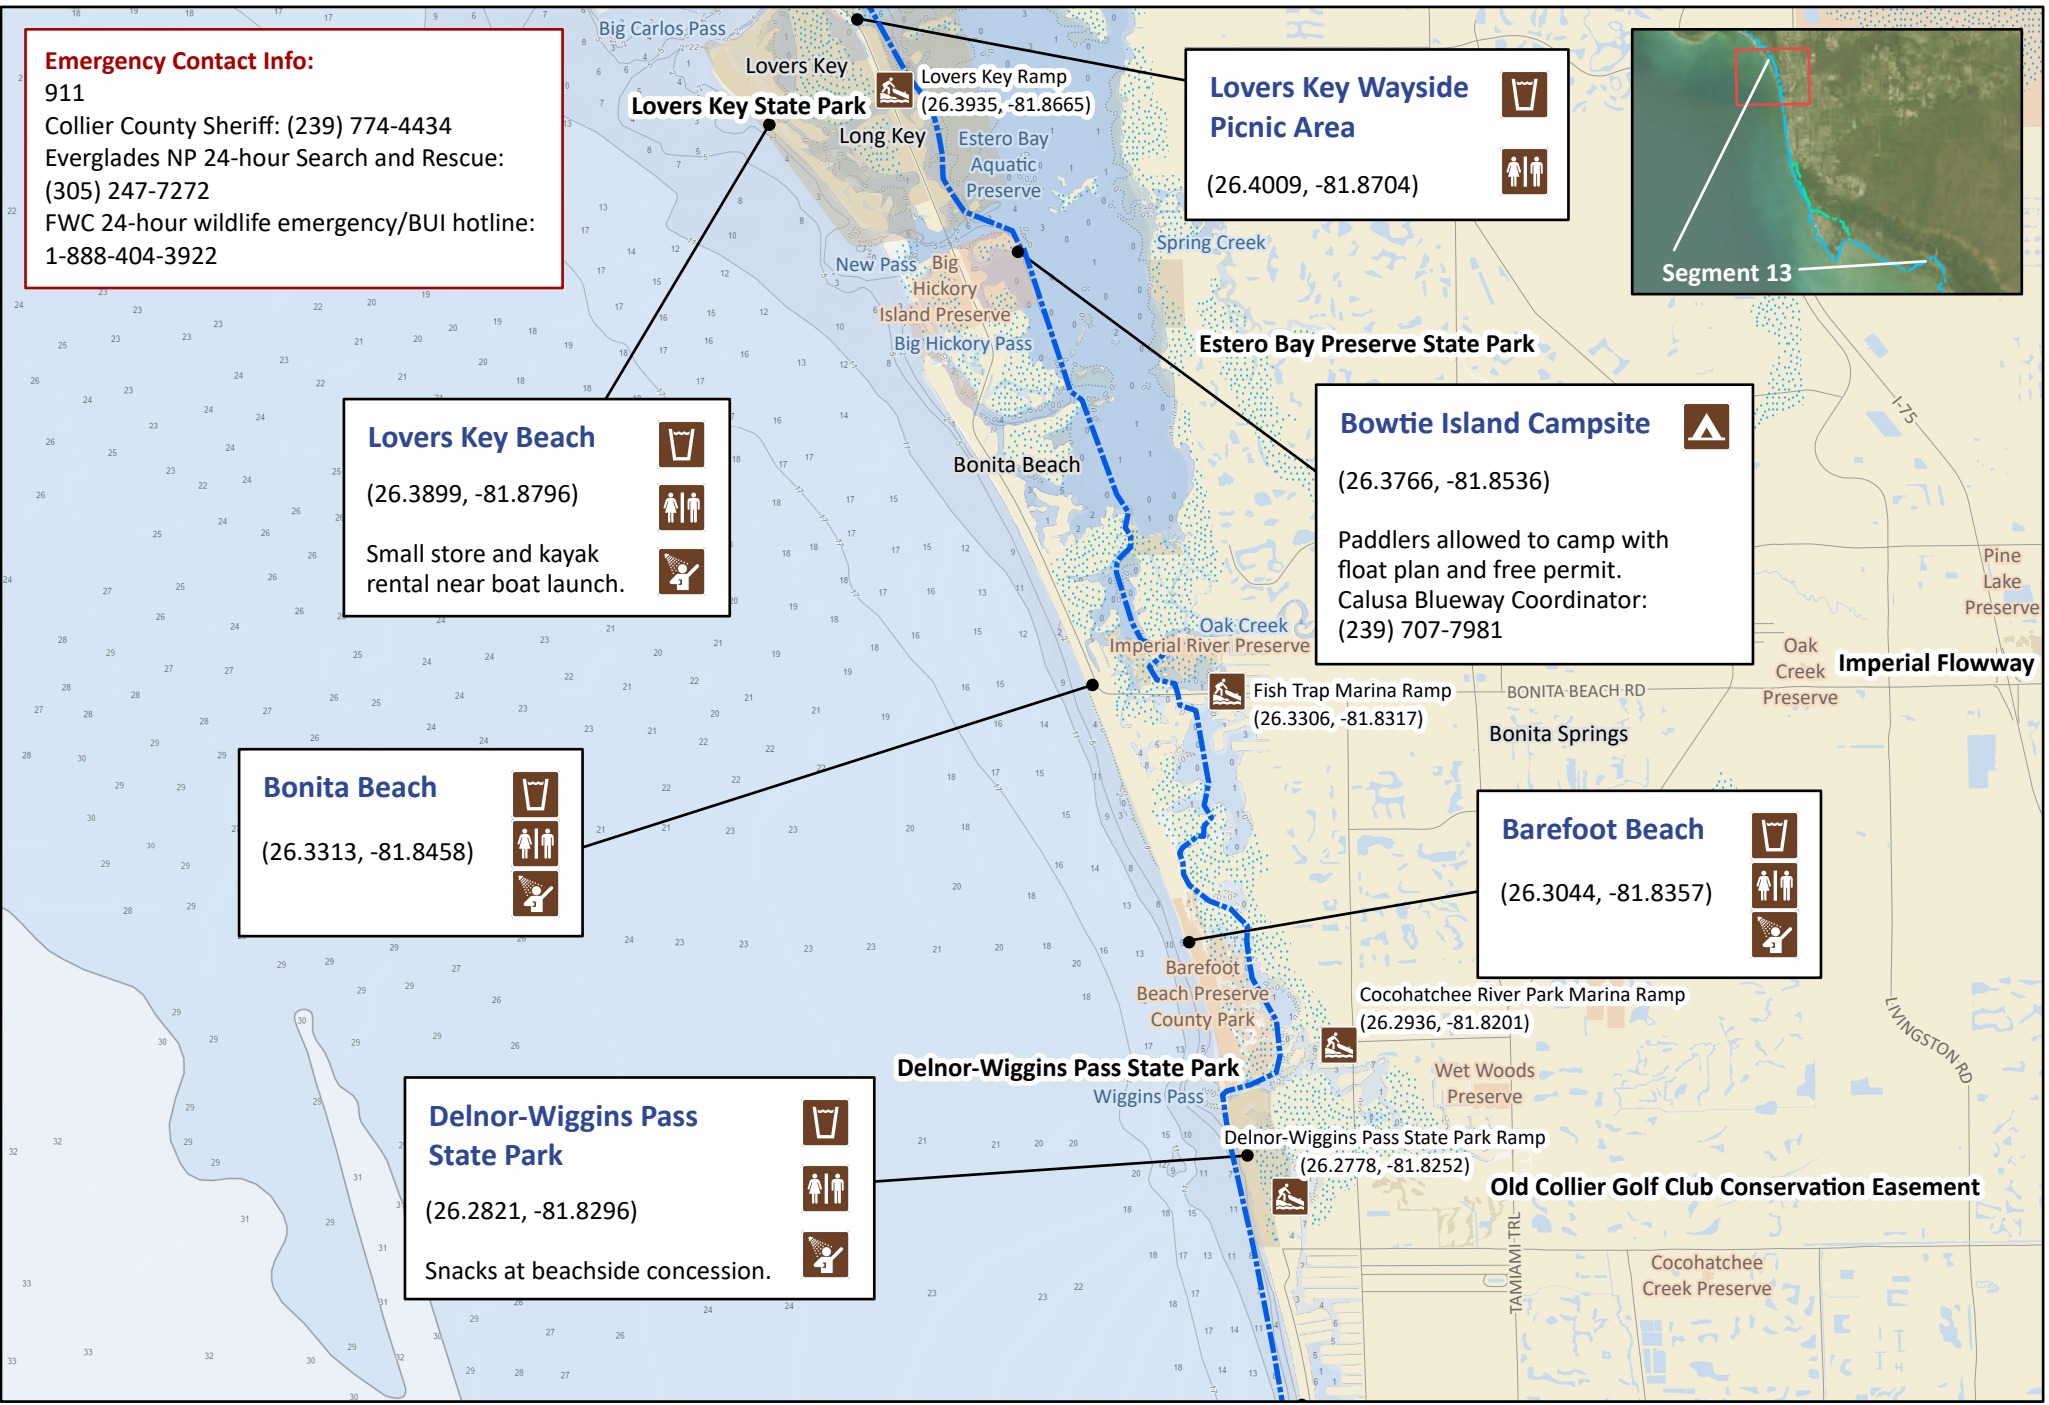 Emergency Contact Info:
911
Collier County Sheriff: (239) 774-4434
Everglades NP 24-hour Search and Rescue:
(305) 247-7272
FWC 24-hour wildlife emergency/BUI hotline:
1-888-404-3922
Big Carlos Pass
Lovers Key
Lovers Key State Park
Lovers Key Ramp
(26.3935, -81.8665)
Long Key
Estero Bay
Aquatic
Preserve
Lovers Key Wayside
Picnic Area
(26.4009, -81.8704)
Segment 13
Spring Creek
New Pass
Big
Hickory
Island Preserve
Big Hickory Pass
Estero Bay Preserve State Park
I-75
Lovers Key Beach
(26.3899, -81.8796)
Small store and kayak
rental near boat launch.
Bonita Beach
Bowtie Island Campsite
(26.3766, -81.8536)
Paddlers allowed to camp with
float plan and free permit.
Calusa Blueway Coordinator:
(239) 707-7981
Pine
Lake
Preserve
Oak Creek
Imperial River Preserve
Oak
Creek
Preserve
Imperial Flowway
Fish Trap Marina Ramp
(26.3306, -81.8317)
BONITA BEACH RD
Bonita Springs
Bonita Beach
(26.3313, -81.8458)
Barefoot Beach
(26.3044, -81.8357)
Barefoot
Beach Preserve
County Park
Cocohatchee River Park Marina Ramp
(26.2936, -81.8201)
LIVINGSTON RD
Delnor-Wiggins Pass State Park
Wiggins Pass
Wet Woods
Preserve
Delnor-Wiggins Pass
State Park
(26.2821, -81.8296)
Snacks at beachside concession.
Delnor-Wiggins Pass State Park Ramp
(26.2778, -81.8252)
Old Collier Golf Club Conservation Easement
TAMIAMI TRL
Cocohatchee
Creek Preserve